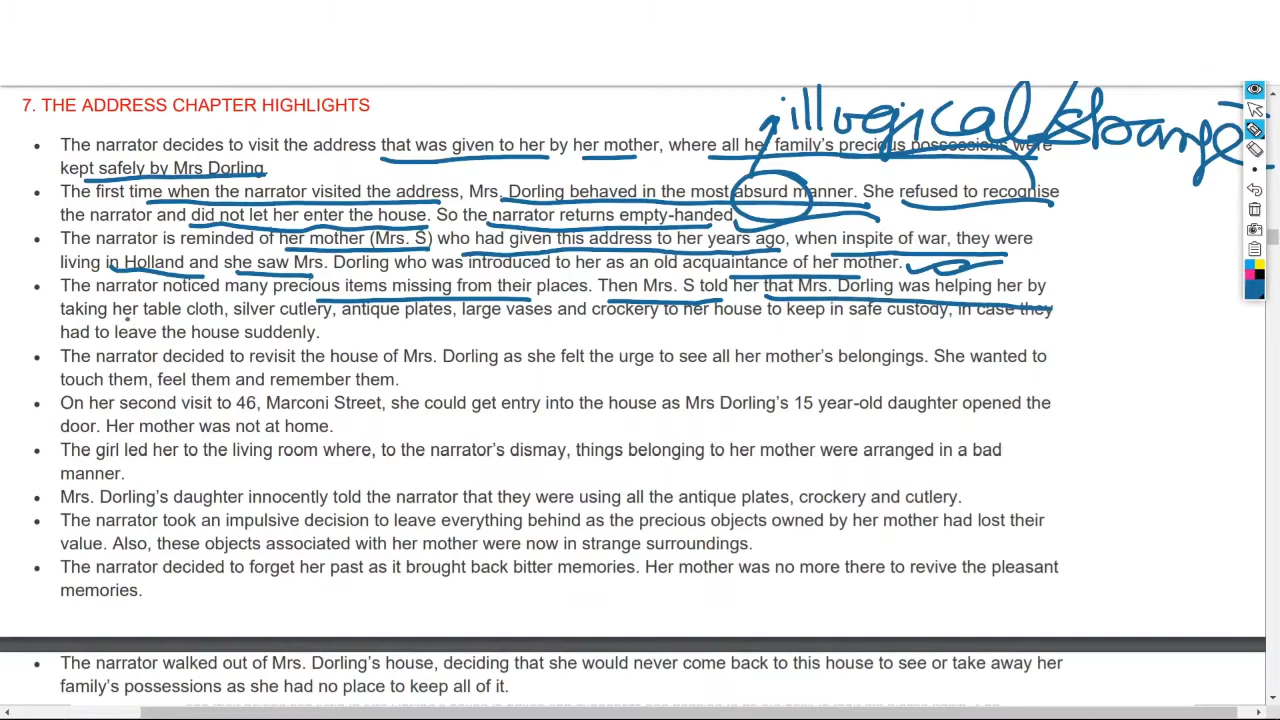 7. THE ADDRESS CHAPTER HIGHLIGHTS
illogical/strange
• The narrator decides to visit the address that was given to her by her mother, where all her family's precious possessions were
kept safely by Mrs Dorling.
• The first time when the narrator visited the address, Mrs. Dorling behaved in the most absurd manner. She refused to recognise
the narrator and did not let her enter the house. So the narrator returns empty-handed.
• The narrator is reminded of her mother (Mrs. S) who had given this address to her years ago, when inspite of war, they were
living in Holland and she saw Mrs. Dorling who was introduced to her as an old acquaintance of her mother.
• The narrator noticed many precious items missing from their places. Then Mrs. S told her that Mrs. Dorling was helping her by
taking her table cloth, silver cutlery, antique plates, large vases and crockery to her house to keep in safe custody, in case they
had to leave the house suddenly.
• The narrator decided to revisit the house of Mrs. Dorling as she felt the urge to see all her mother's belongings. She wanted to
touch them, feel them and remember them.
• On her second visit to 46, Marconi Street, she could get entry into the house as Mrs Dorling's 15 year-old daughter opened the
door. Her mother was not at home.
• The girl led her to the living room where, to the narrator's dismay, things belonging to her mother were arranged in a bad
manner.
• Mrs. Dorling's daughter innocently told the narrator that they were using all the antique plates, crockery and cutlery.
• The narrator took an impulsive decision to leave everything behind as the precious objects owned by her mother had lost their
value. Also, these objects associated with her mother were now in strange surroundings.
• The narrator decided to forget her past as it brought back bitter memories. Her mother was no more there to revive the pleasant
memories.
• The narrator walked out of Mrs. Dorling's house, deciding that she would never come back to this house to see or take away her
family's possessions as she had no place to keep all of it.